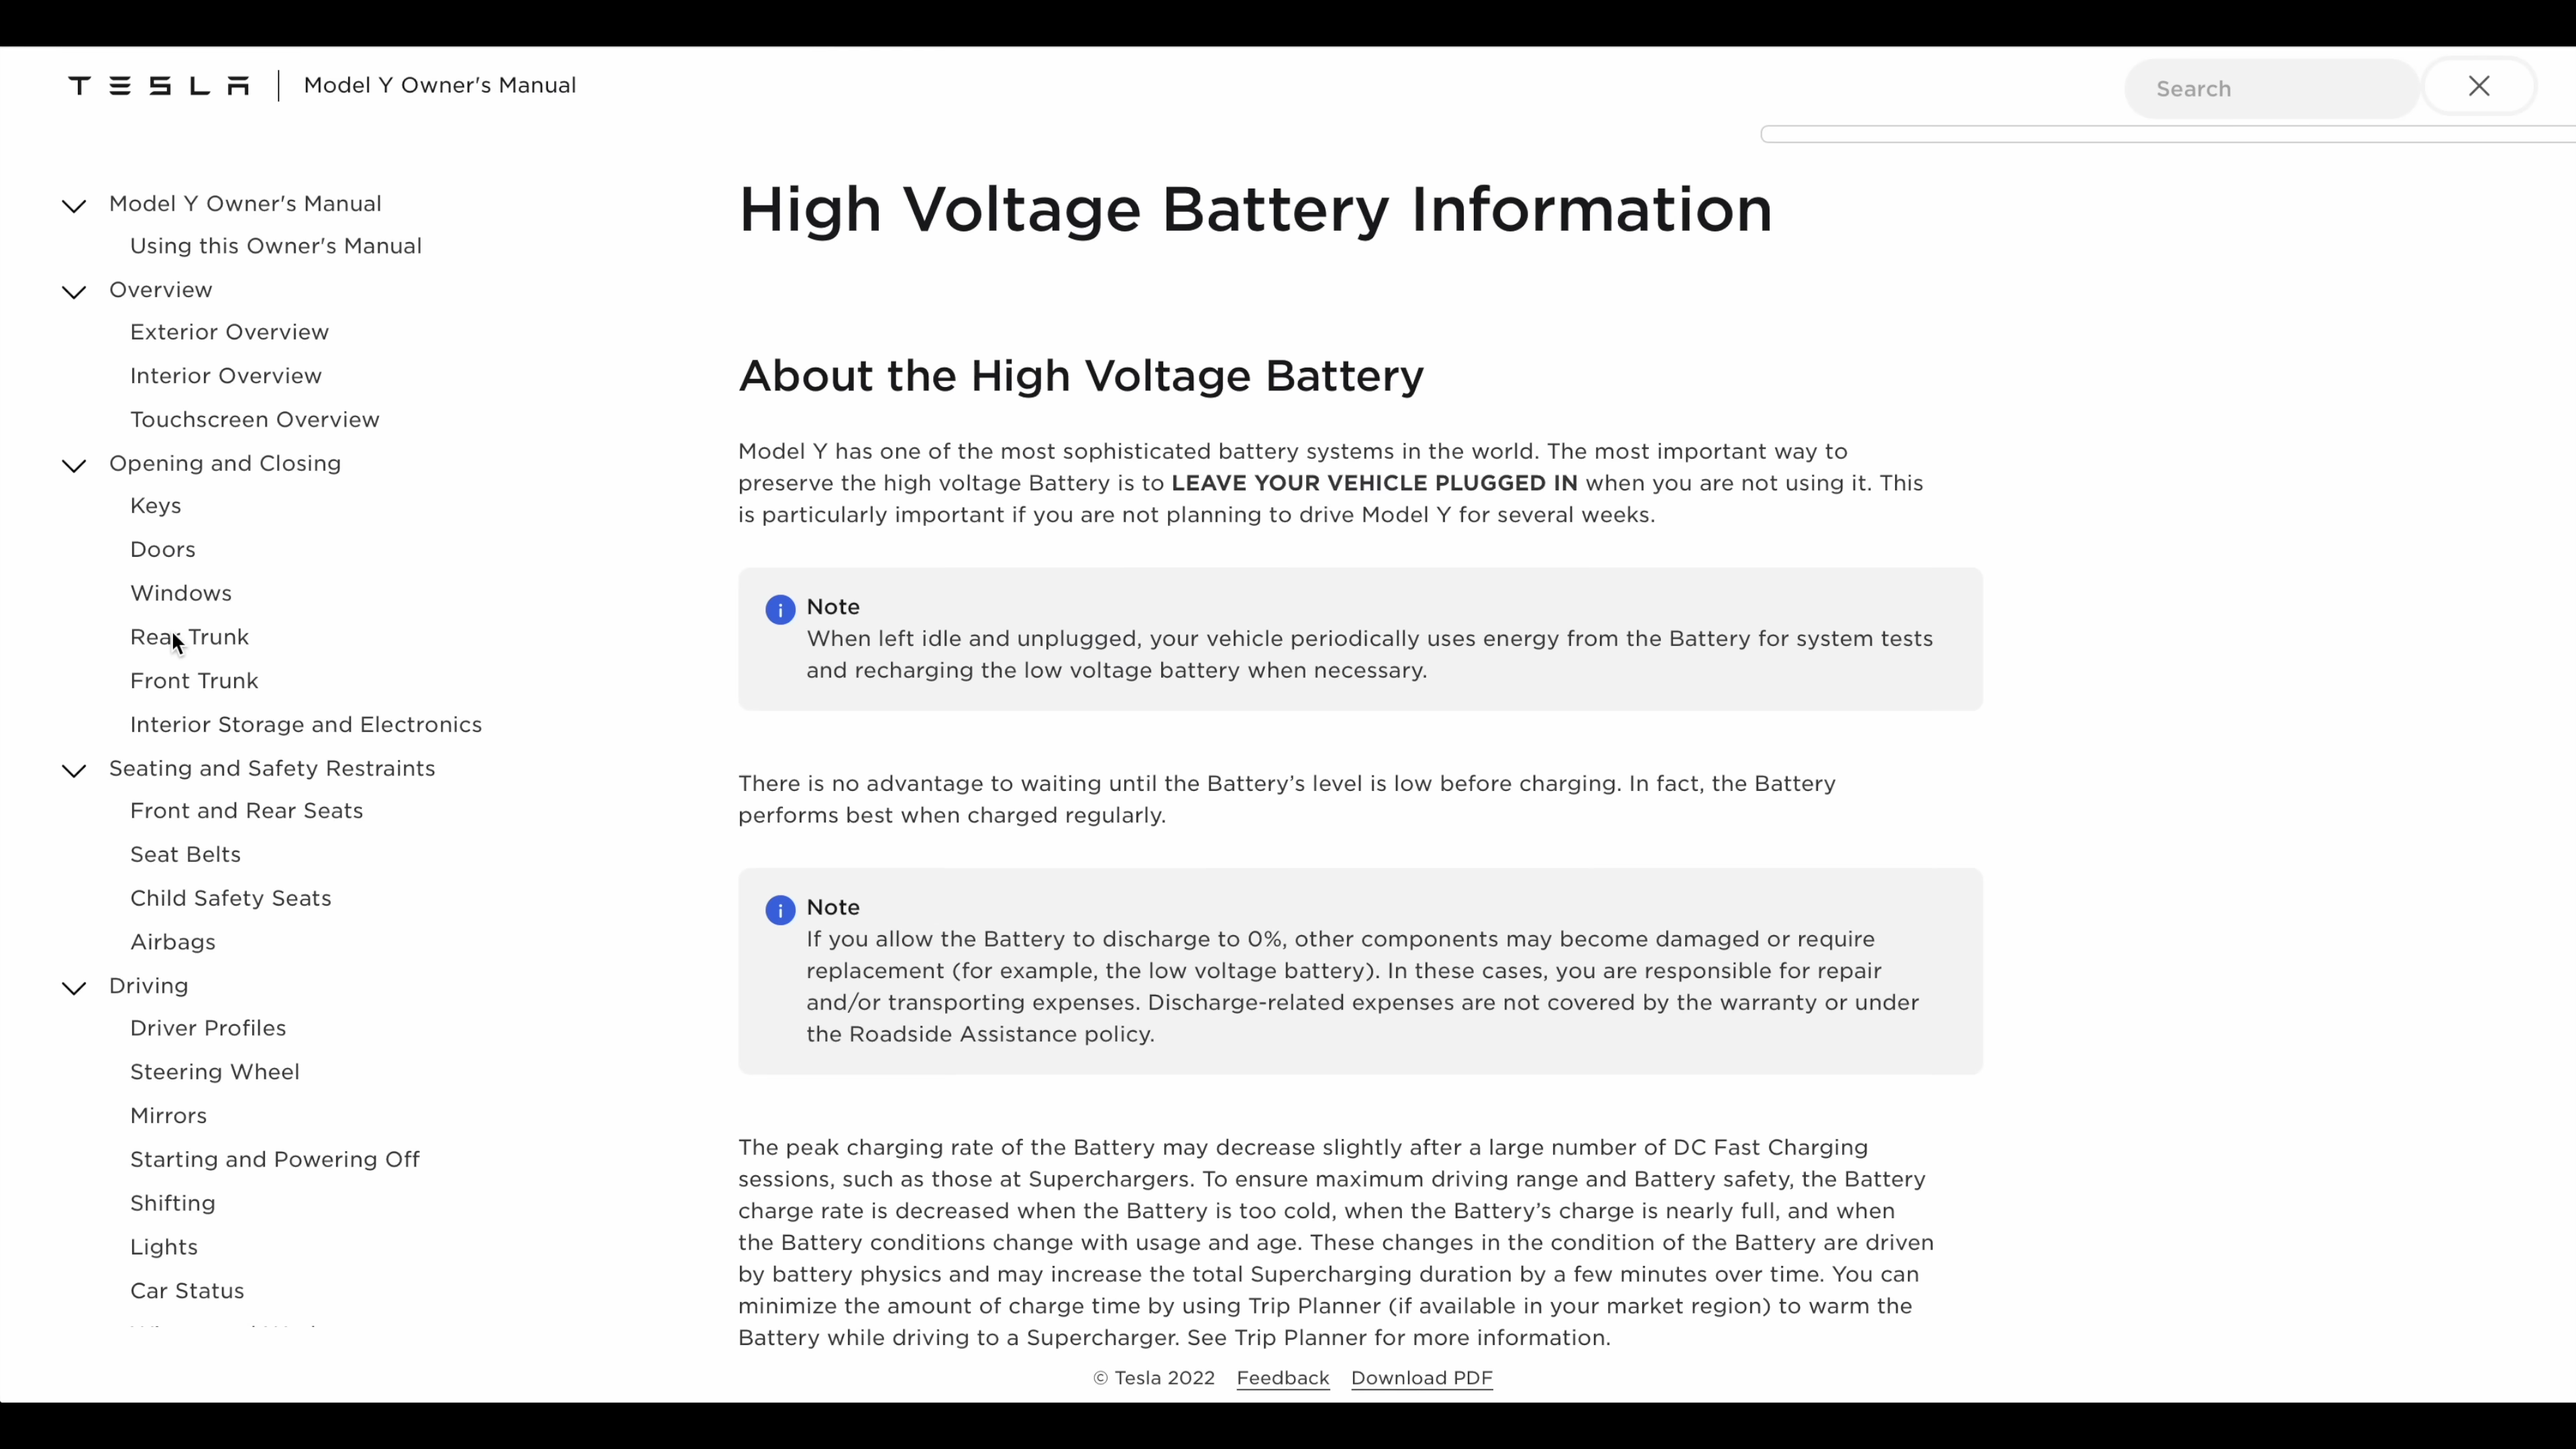 TESLA
Model Y Owner's Manual
Search
Model Y Owner's Manual
Using this Owner's Manual
Overview
Exterior Overview
Interior Overview
Touchscreen Overview
Opening and Closing
Keys
Doors
Windows
Rear Trunk
Front Trunk
Interior Storage and Electronics
Seating and Safety Restraints
Front and Rear Seats
Seat Belts
Child Safety Seats
Airbags
Driving
Driver Profiles
Steering Wheel
Mirrors
Starting and Powering Off
Shifting
Lights
Car Status
High Voltage Battery Information
About the High Voltage Battery
Model Y has one of the most sophisticated battery systems in the world. The most important way to
preserve the high voltage Battery is to LEAVE YOUR VEHICLE PLUGGED IN when you are not using it. This
is particularly important if you are not planning to drive Model Y for several weeks.
Note
When left idle and unplugged, your vehicle periodically uses energy from the Battery for system tests
and recharging the low voltage battery when necessary.
There is no advantage to waiting until the Battery’s level is low before charging. In fact, the Battery
performs best when charged regularly.
Note
If you allow the Battery to discharge to 0%, other components may become damaged or require
replacement (for example, the low voltage battery). In these cases, you are responsible for repair
and/or transporting expenses. Discharge-related expenses are not covered by the warranty or under
the Roadside Assistance policy.
The peak charging rate of the Battery may decrease slightly after a large number of DC Fast Charging
sessions, such as those at Superchargers. To ensure maximum driving range and Battery safety, the Battery
charge rate is decreased when the Battery is too cold, when the Battery’s charge is nearly full, and when
the Battery conditions change with usage and age. These changes in the condition of the Battery are driven
by battery physics and may increase the total Supercharging duration by a few minutes over time. You can
minimize the amount of charge time by using Trip Planner (if available in your market region) to warm the
Battery while driving to a Supercharger. See Trip Planner for more information.
© Tesla 2022 Feedback Download PDF